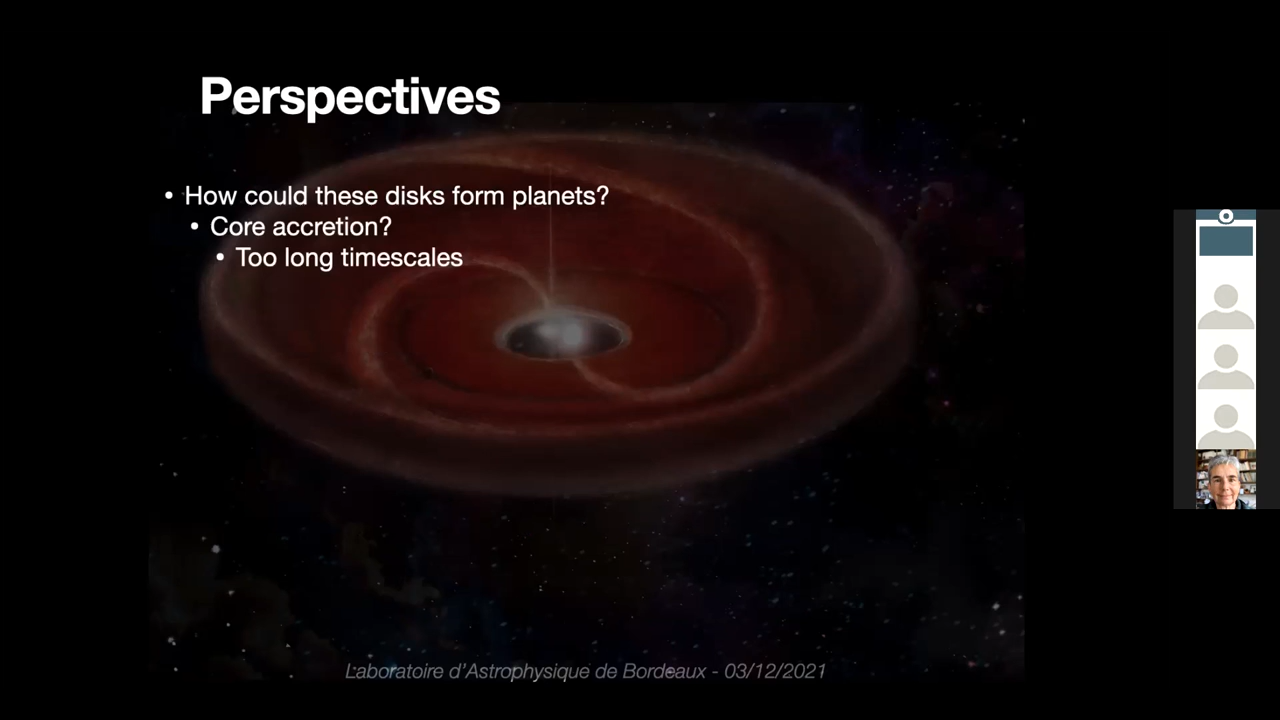 Perspectives
• How could these disks form planets?
• Core accretion?
• Too long timescales
Laboratoire d'Astrophysique de Bordeaux - 03/12/2021